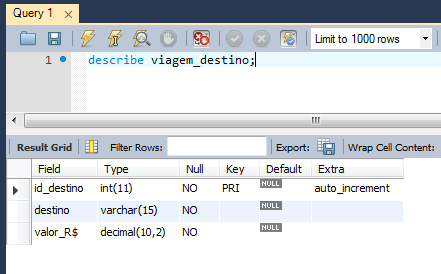 Query 1
Limit to 1000 rows
1 describe viagem_destino;
Result Grid Filter Rows: Export: Wrap Cell Content:
Field Type Null Key Default Extra
id_destino int(11) NO PRI NULL auto_increment
destino varchar(15) NO NULL
valor_R$ decimal(10,2) NO NULL